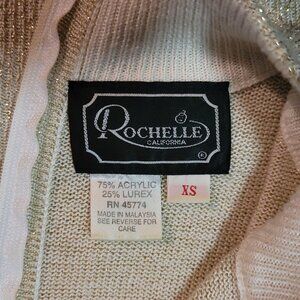 ROCHELLE
CALIFORNIA
®
75% ACRYLIC
25% LUREX
RN 45774
MADE IN MALAYSIA
SEE REVERSE FOR
CARE
XS